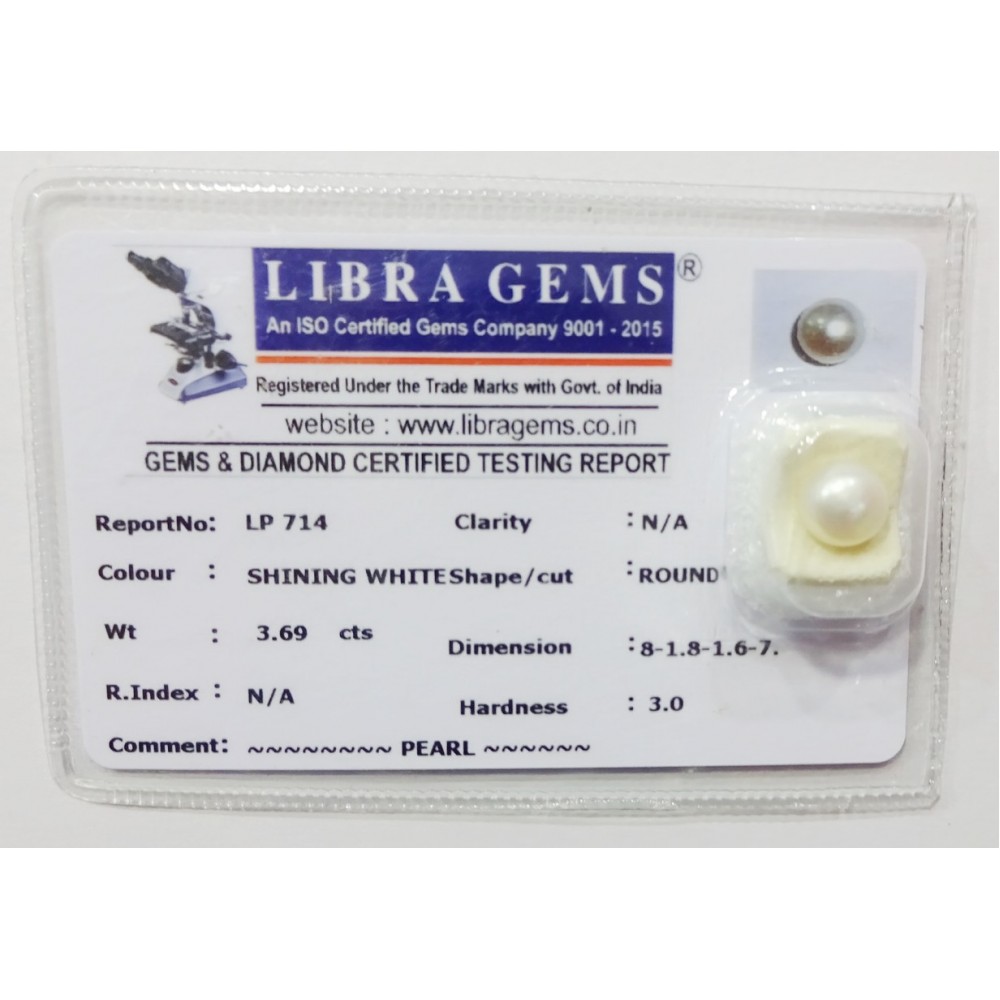 LIBRA GEMS ®
An ISO Certified Gems Company 9001 - 2015
Registered Under the Trade Marks with Govt. of India
website : www.libragems.co.in
GEMS & DIAMOND CERTIFIED TESTING REPORT
ReportNo: LP 714 Clarity : N/A
Colour : SHINING WHITE Shape/cut : ROUND
Wt : 3.69 cts Dimension : 8-1.8-1.6-7.
R.Index : N/A Hardness : 3.0
Comment: ~~~~~~~~ PEARL ~~~~~~